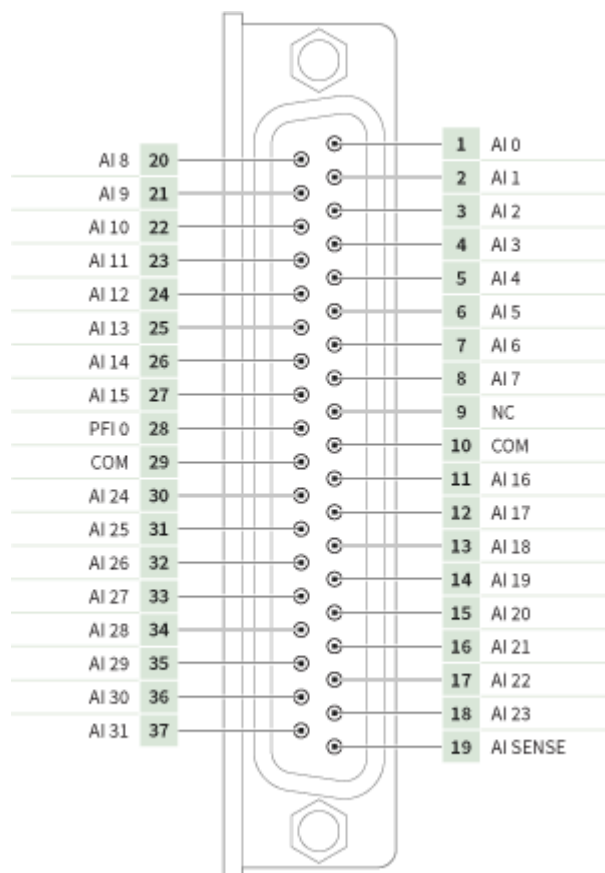 AI 8 20
AI 9 21
AI 10 22
AI 11 23
AI 12 24
AI 13 25
AI 14 26
AI 15 27
PFI 0 28
COM 29
AI 24 30
AI 25 31
AI 26 32
AI 27 33
AI 28 34
AI 29 35
AI 30 36
AI 31 37
1 AI 0
2 AI 1
3 AI 2
4 AI 3
5 AI 4
6 AI 5
7 AI 6
8 AI 7
9 NC
10 COM
11 AI 16
12 AI 17
13 AI 18
14 AI 19
15 AI 20
16 AI 21
17 AI 22
18 AI 23
19 AI SENSE